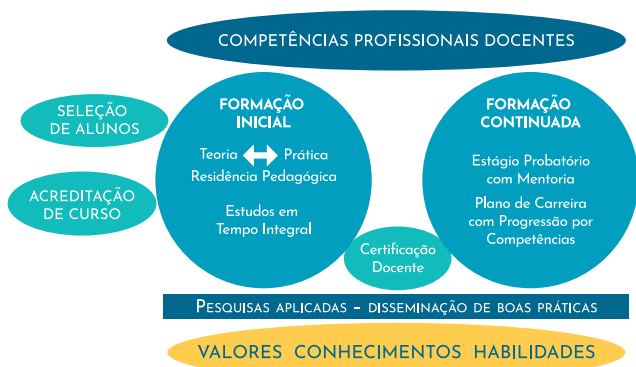 COMPETÊNCIAS PROFISSIONAIS DOCENTES
SELEÇÃO
DE ALUNOS
ACREDITAÇÃO
DE CURSO
FORMAÇÃO
INICIAL
Teoria Prática
Residência Pedagógica
Estudos em
Tempo Integral
Certificação
Docente
FORMAÇÃO
CONTINUADA
Estágio Probatório
com Mentoria
Plano de Carreira
com Progressão por
Competências
PESQUISAS APLICADAS – DISSEMINAÇÃO DE BOAS PRÁTICAS
VALORES CONHECIMENTOS HABILIDADES